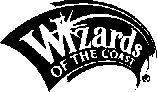 Wizards
OF THE COAST
®